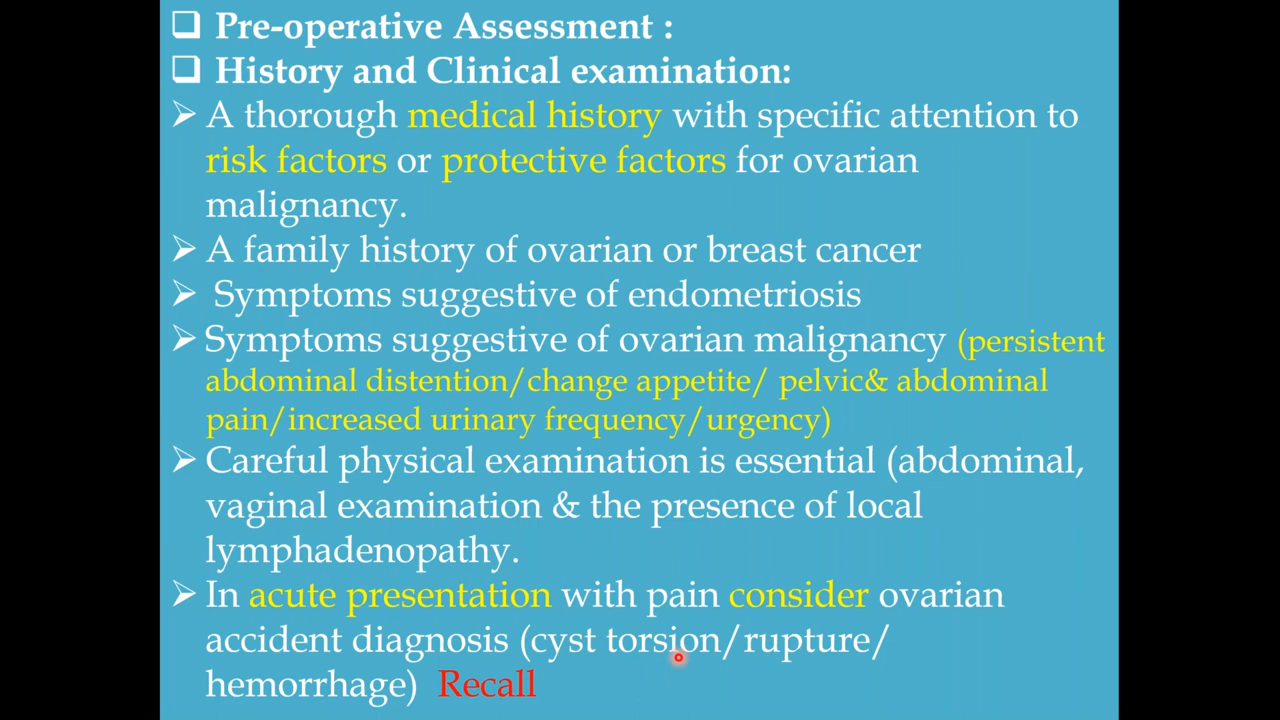 ❑ Pre-operative Assessment :
❑ History and Clinical examination:
➢ A thorough medical history with specific attention to
risk factors or protective factors for ovarian
malignancy.
➢ A family history of ovarian or breast cancer
➢ Symptoms suggestive of endometriosis
➢ Symptoms suggestive of ovarian malignancy (persistent
abdominal distention/change appetite/ pelvic& abdominal
pain/increased urinary frequency/urgency)
➢ Careful physical examination is essential (abdominal,
vaginal examination & the presence of local
lymphadenopathy.
➢ In acute presentation with pain consider ovarian
accident diagnosis (cyst torsion/rupture/
hemorrhage) Recall